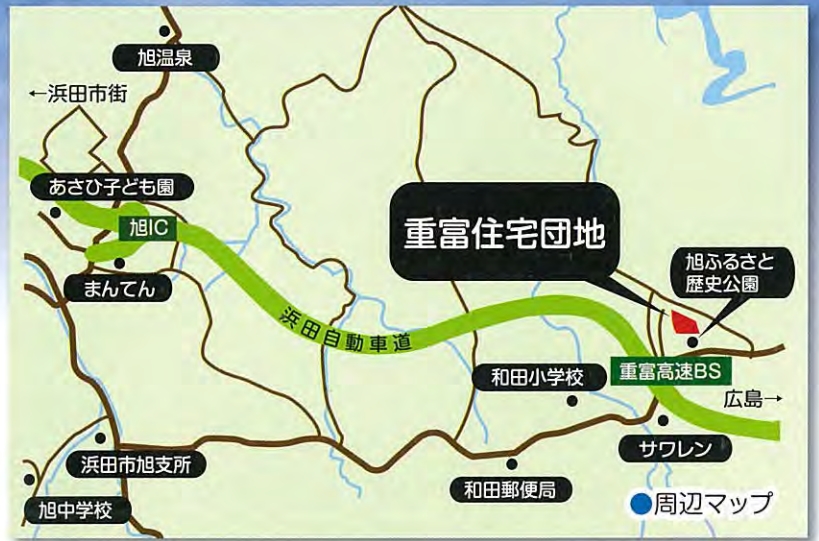 旭温泉
←浜田市街
あさひ子ども園
旭IC
まんてん
重富住宅団地
旭ふるさと
歴史公園
浜田自動車道
和田小学校
重富高速BS
広島→
サワレン
浜田市旭支所
和田郵便局
旭中学校
●周辺マップ